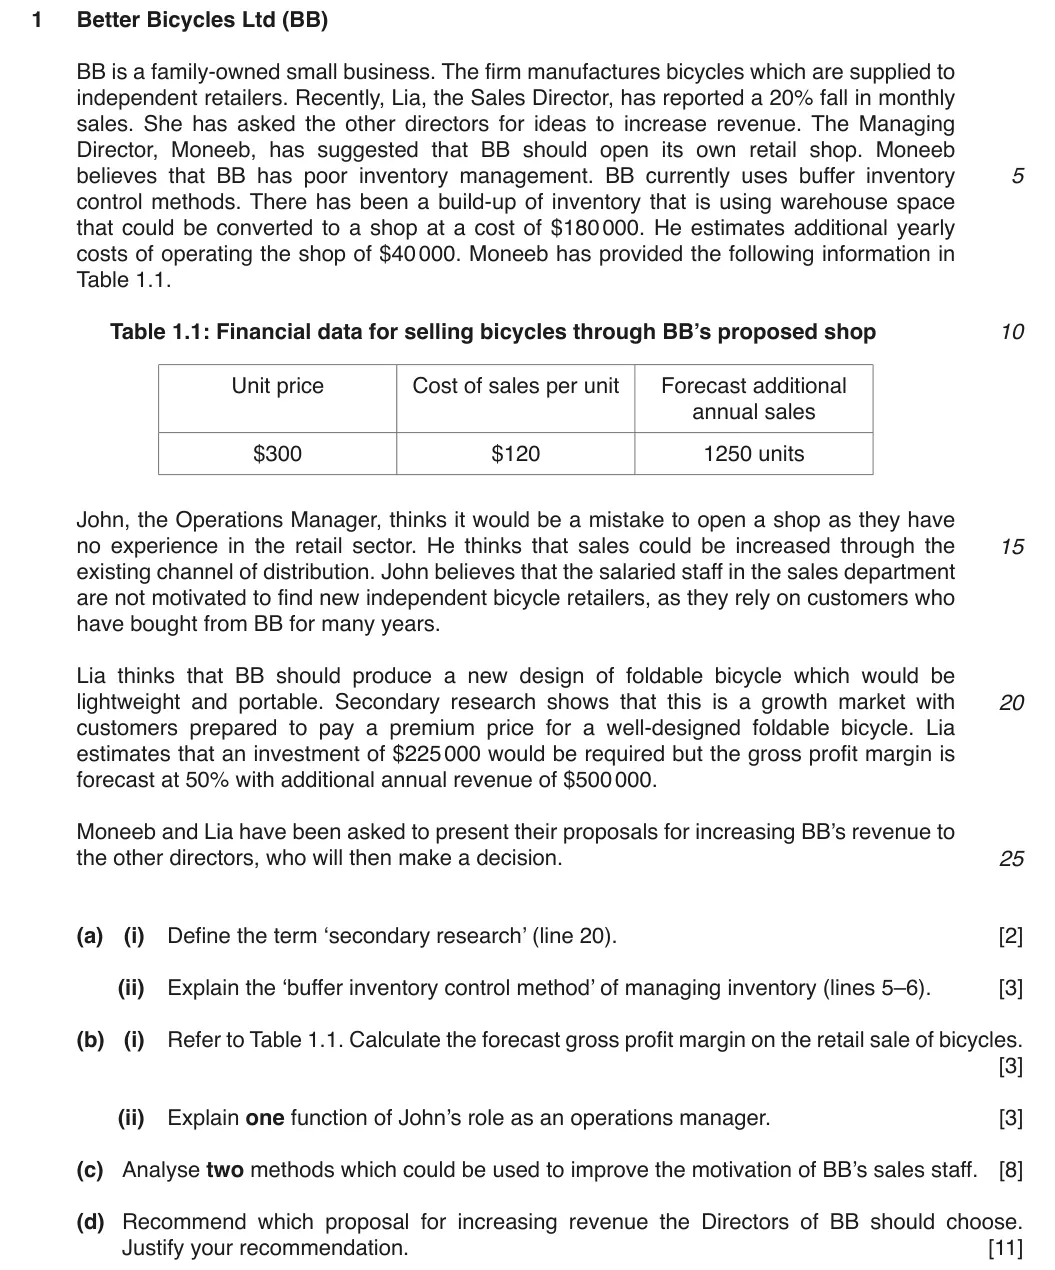 1 Better Bicycles Ltd (BB)
BB is a family-owned small business. The firm manufactures bicycles which are supplied to
independent retailers. Recently, Lia, the Sales Director, has reported a 20% fall in monthly
sales. She has asked the other directors for ideas to increase revenue. The Managing
Director, Moneeb, has suggested that BB should open its own retail shop. Moneeb
believes that BB has poor inventory management. BB currently uses buffer inventory 5
control methods. There has been a build-up of inventory that is using warehouse space
that could be converted to a shop at a cost of $180 000. He estimates additional yearly
costs of operating the shop of $40 000. Moneeb has provided the following information in
Table 1.1.
Table 1.1: Financial data for selling bicycles through BB’s proposed shop 10
Unit price Cost of sales per unit Forecast additional
annual sales
$300 $120 1250 units
John, the Operations Manager, thinks it would be a mistake to open a shop as they have
no experience in the retail sector. He thinks that sales could be increased through the 15
existing channel of distribution. John believes that the salaried staff in the sales department
are not motivated to find new independent bicycle retailers, as they rely on customers who
have bought from BB for many years.
Lia thinks that BB should produce a new design of foldable bicycle which would be
lightweight and portable. Secondary research shows that this is a growth market with 20
customers prepared to pay a premium price for a well-designed foldable bicycle. Lia
estimates that an investment of $225 000 would be required but the gross profit margin is
forecast at 50% with additional annual revenue of $500 000.
Moneeb and Lia have been asked to present their proposals for increasing BB’s revenue to
the other directors, who will then make a decision. 25
(a) (i) Define the term ‘secondary research’ (line 20). [2]
(ii) Explain the ‘buffer inventory control method’ of managing inventory (lines 5–6). [3]
(b) (i) Refer to Table 1.1. Calculate the forecast gross profit margin on the retail sale of bicycles.
[3]
(ii) Explain one function of John’s role as an operations manager. [3]
(c) Analyse two methods which could be used to improve the motivation of BB’s sales staff. [8]
(d) Recommend which proposal for increasing revenue the Directors of BB should choose.
Justify your recommendation. [11]